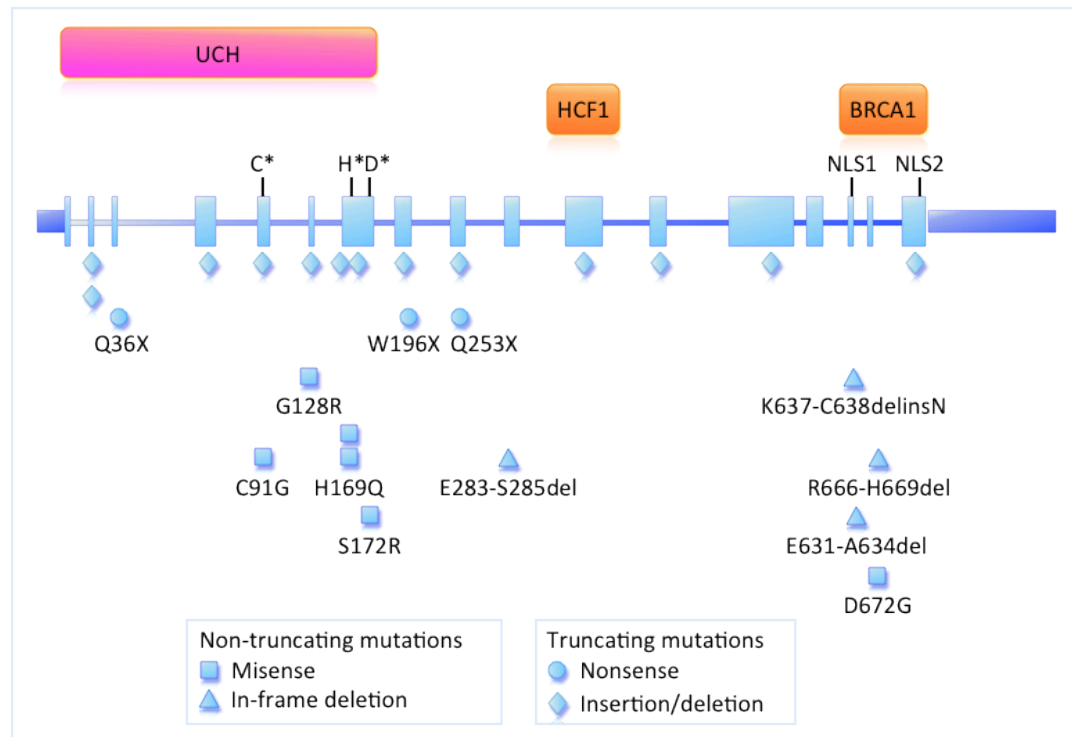 UCH
HCF1
BRCA1
C*
H*D*
NLS1
NLS2
Q36X
W196X
Q253X
G128R
K637-C638delinsN
C91G
H169Q
E283-S285del
R666-H669del
S172R
E631-A634del
D672G
Non-truncating mutations
Misense
In-frame deletion
Truncating mutations
Nonsense
Insertion/deletion